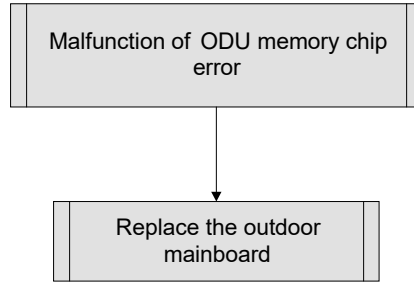 Malfunction of ODU memory chip
error
Replace the outdoor
mainboard